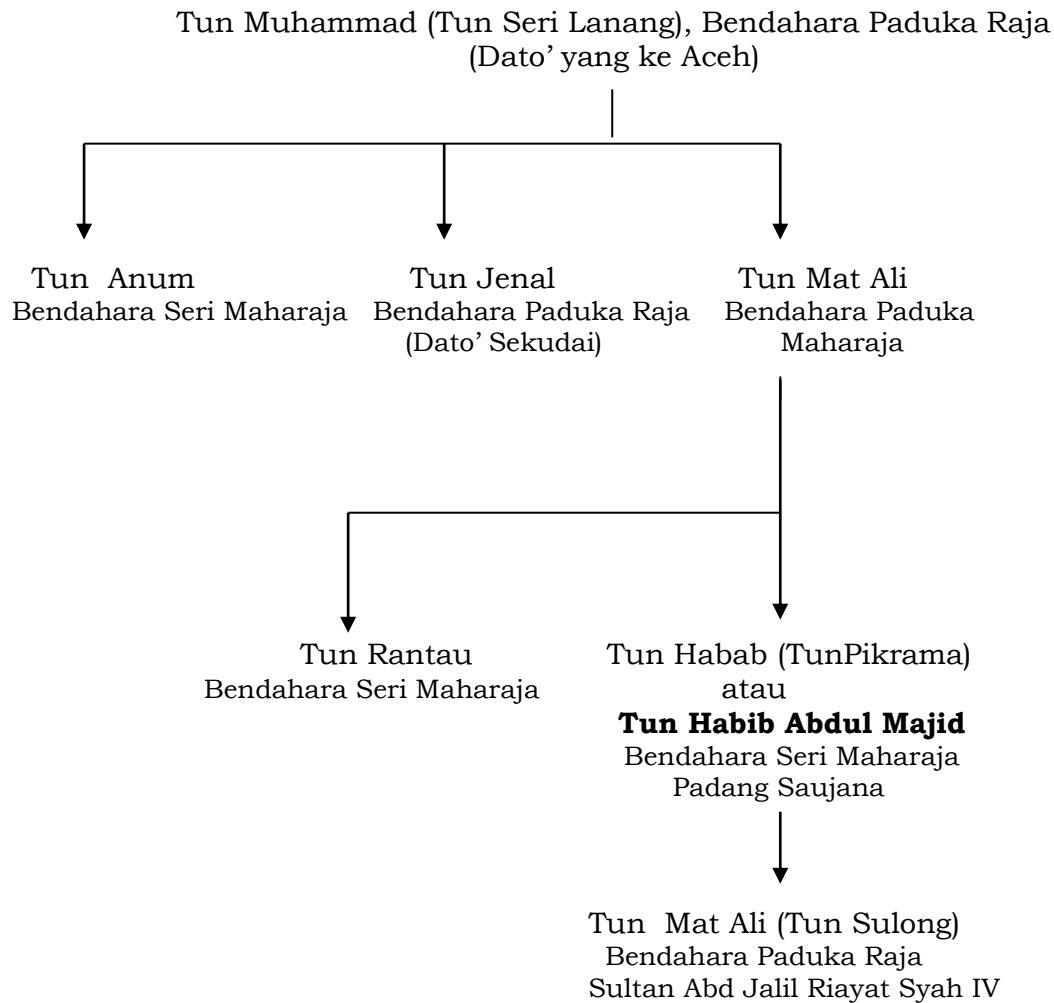 Tun Muhammad (Tun Seri Lanang), Bendahara Paduka Raja
(Dato’ yang ke Aceh)
Tun Anum
Bendahara Seri Maharaja
Tun Jenal
Bendahara Paduka Raja
(Dato’ Sekudai)
Tun Mat Ali
Bendahara Paduka
Maharaja
Tun Rantau
Bendahara Seri Maharaja
Tun Habab (TunPikrama)
atau
Tun Habib Abdul Majid
Bendahara Seri Maharaja
Padang Saujana
Tun Mat Ali (Tun Sulong)
Bendahara Paduka Raja
Sultan Abd Jalil Riayat Syah IV